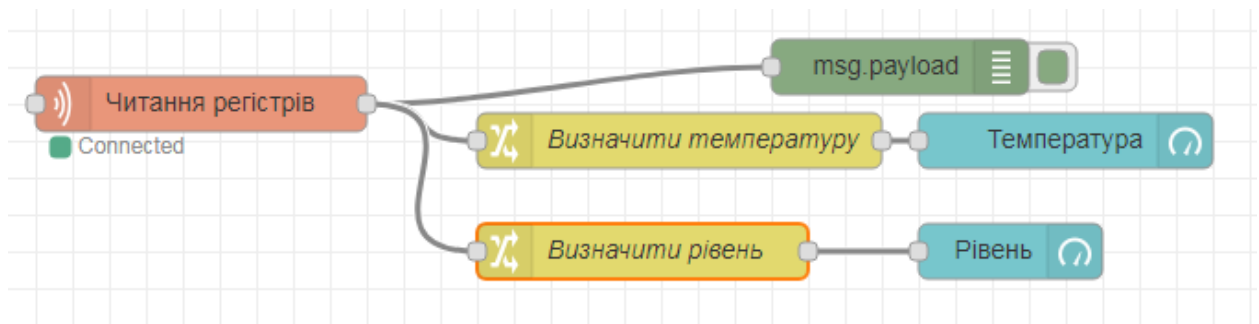 msg.payload
Читання регістрів
Connected
Визначити температуру
Температура
Визначити рівень
Рівень